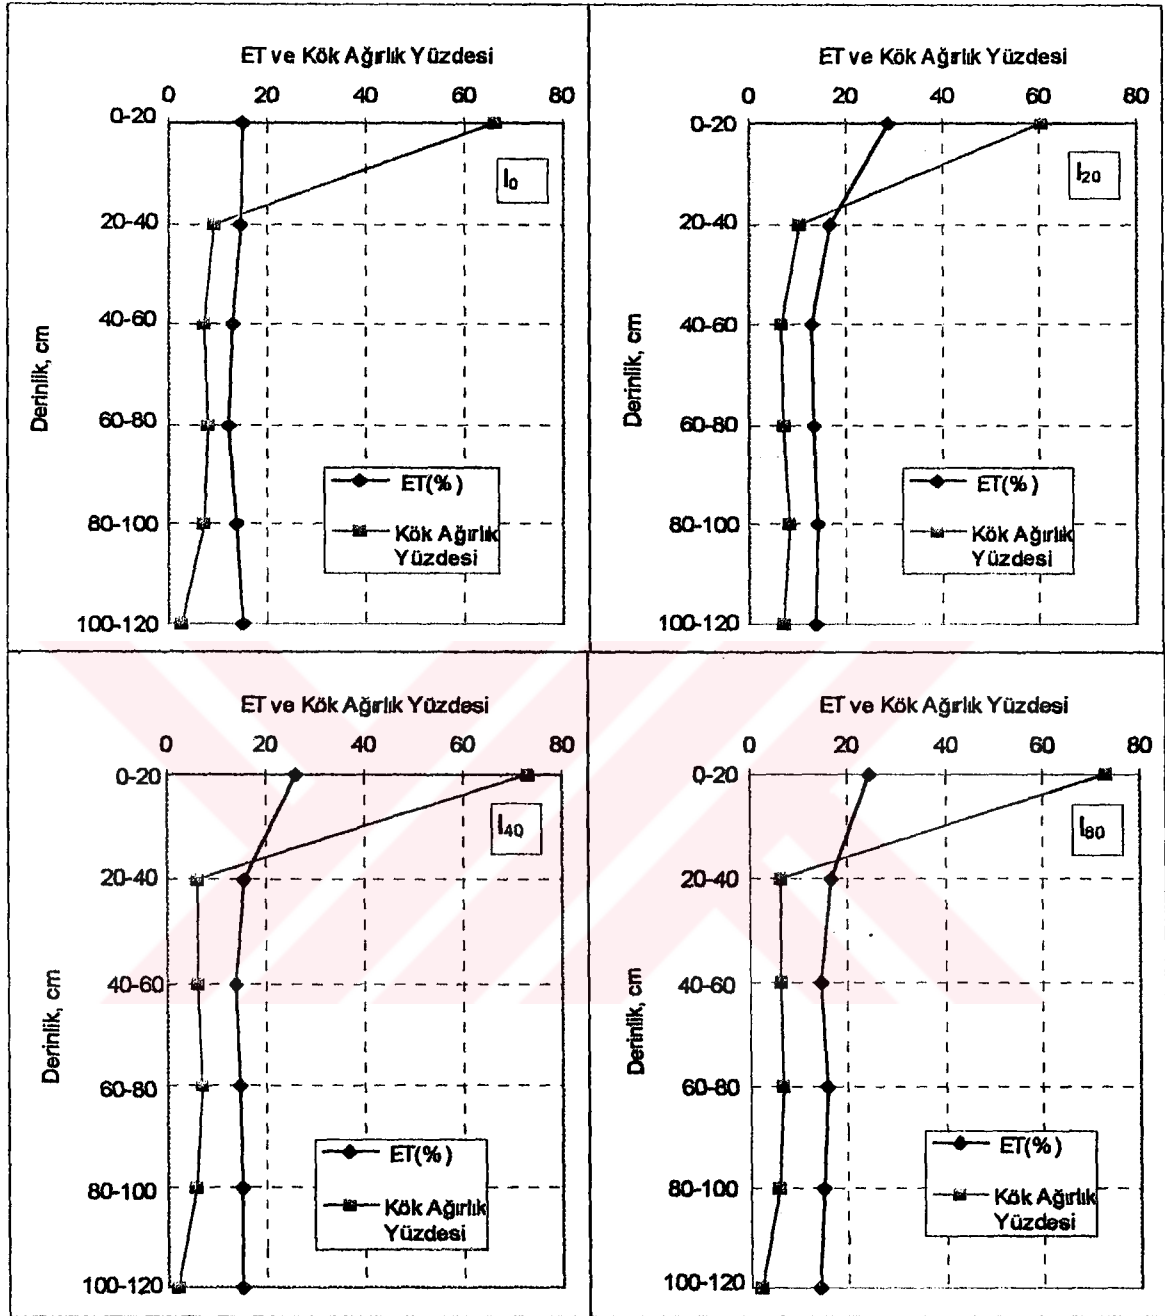 ET ve Kök Ağırlık Yüzdesi
0 20 40 60 80
0-20
20-40
40-60
60-80
80-100
100-120
Derinlik, cm
I0
ET(%)
Kök Ağırlık
Yüzdesi
ET ve Kök Ağırlık Yüzdesi
0 20 40 60 80
0-20
20-40
40-60
60-80
80-100
100-120
Derinlik, cm
I20
ET(%)
Kök Ağırlık
Yüzdesi
ET ve Kök Ağırlık Yüzdesi
0 20 40 60 80
0-20
20-40
40-60
60-80
80-100
100-120
Derinlik, cm
I40
ET(%)
Kök Ağırlık
Yüzdesi
ET ve Kök Ağırlık Yüzdesi
0 20 40 60 80
0-20
20-40
40-60
60-80
80-100
100-120
Derinlik, cm
ET(%)
Kök Ağırlık
Yüzdesi